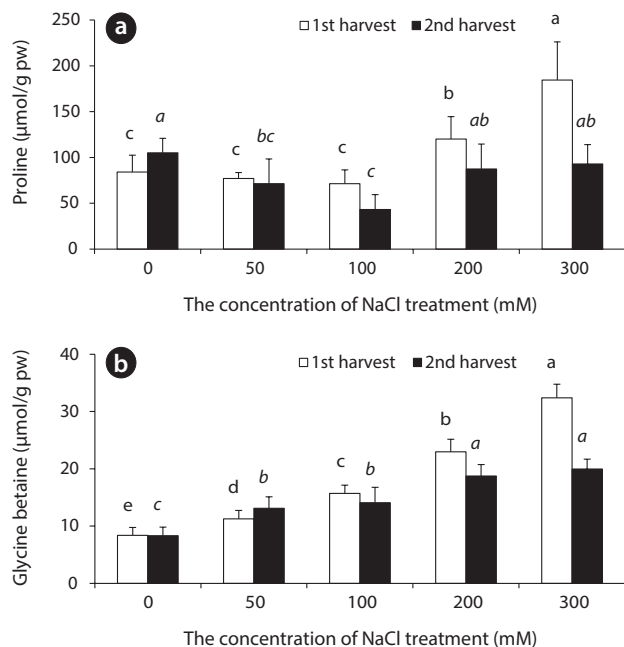 a
1st harvest 2nd harvest
Proline (μmol/g pw)
250
200
150
100
50
0
c a c bc c c b ab a ab
0 50 100 200 300
The concentration of NaCl treatment (mM)
b
1st harvest 2nd harvest
Glycine betaine (μmol/g pw)
40
30
20
10
0
e c d b c b b a a a
0 50 100 200 300
The concentration of NaCl treatment (mM)